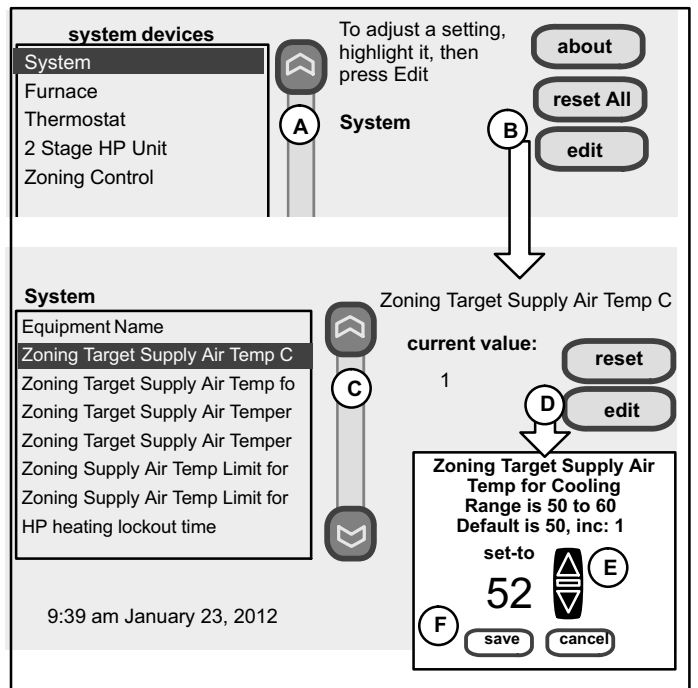 system devices
System
Furnace
Thermostat
2 Stage HP Unit
Zoning Control
A
To adjust a setting,
highlight it, then
press Edit
System
about
reset All
B
edit
System
Equipment Name
Zoning Target Supply Air Temp C
Zoning Target Supply Air Temp fo
Zoning Target Supply Air Temper
Zoning Target Supply Air Temper
Zoning Supply Air Temp Limit for
Zoning Supply Air Temp Limit for
HP heating lockout time
C
9:39 am January 23, 2012
Zoning Target Supply Air Temp C
current value:
1
reset
D
edit
Zoning Target Supply Air
Temp for Cooling
Range is 50 to 60
Default is 50, inc: 1
set-to
52
E
F
save
cancel